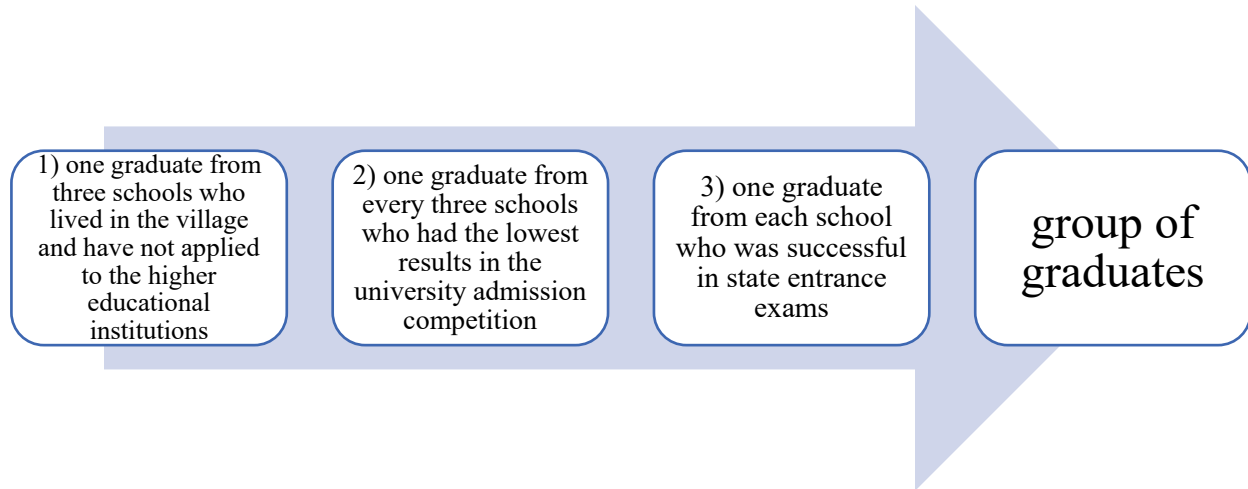 1) one graduate from
three schools who
lived in the village
and have not applied
to the higher
educational
institutions
2) one graduate from
every three schools
who had the lowest
results in the
university admission
competition
3) one graduate
from each school
who was successful
in state entrance
exams
group of
graduates